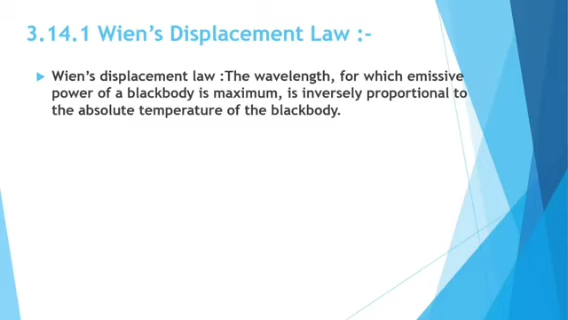 3.14.1 Wien’s Displacement Law :-
Wien’s displacement law :The wavelength, for which emissive
power of a blackbody is maximum, is inversely proportional to
the absolute temperature of the blackbody.